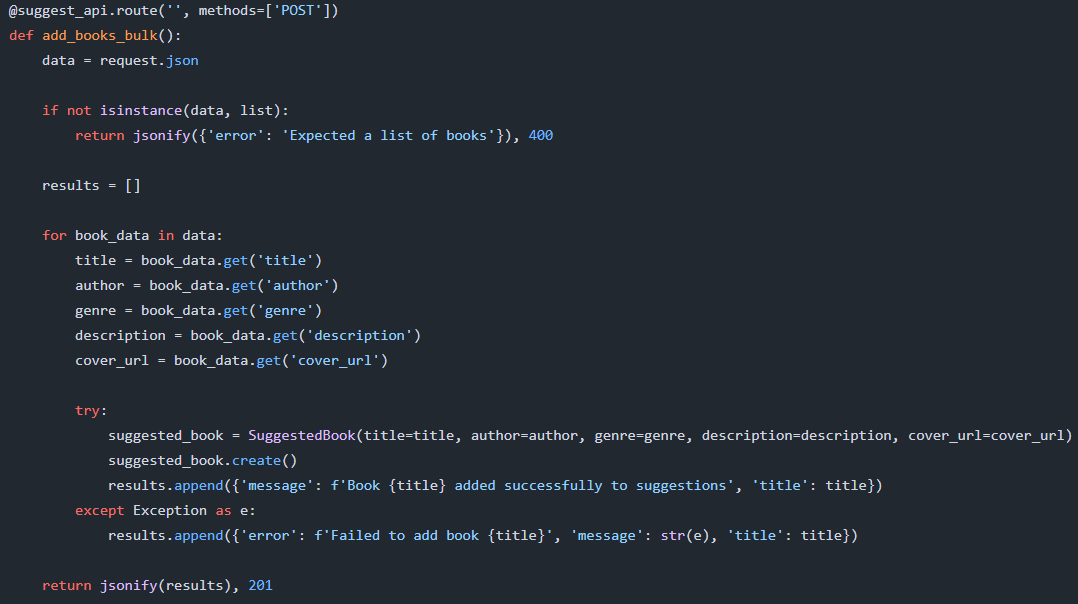 @suggest_api.route('', methods=['POST'])
def add_books_bulk():
    data = request.json

    if not isinstance(data, list):
        return jsonify({'error': 'Expected a list of books'}), 400

    results = []

    for book_data in data:
        title = book_data.get('title')
        author = book_data.get('author')
        genre = book_data.get('genre')
        description = book_data.get('description')
        cover_url = book_data.get('cover_url')

        try:
            suggested_book = SuggestedBook(title=title, author=author, genre=genre, description=description, cover_url=cover_url)
            suggested_book.create()
            results.append({'message': f'Book {title} added successfully to suggestions', 'title': title})
        except Exception as e:
            results.append({'error': f'Failed to add book {title}', 'message': str(e), 'title': title})

    return jsonify(results), 201